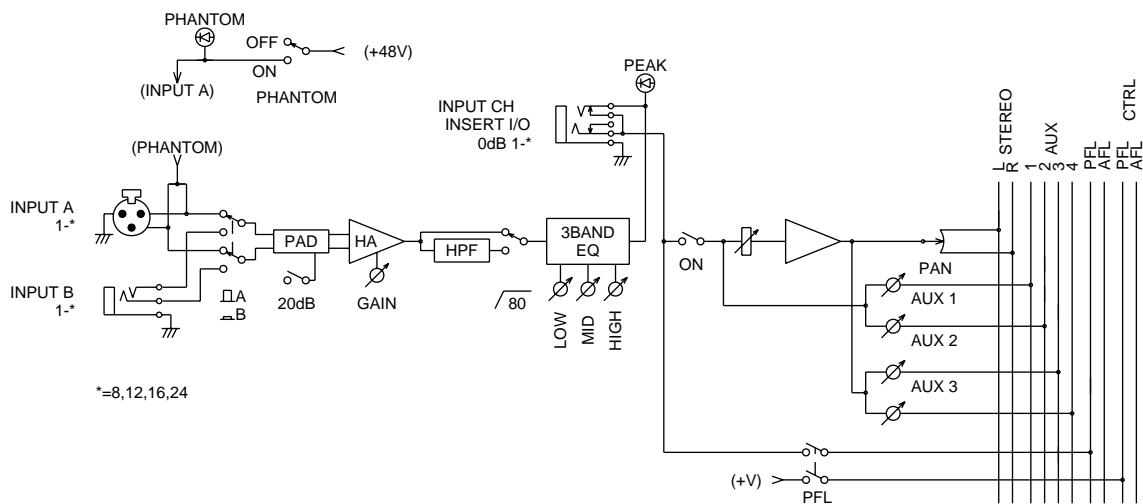 PHANTOM
OFF
(+48V)
ON
(INPUT A)
PHANTOM
PEAK
INPUT CH
INSERT I/O
0dB 1-*
(PHANTOM)
INPUT A
1-*
PAD
HA
HPF
3BAND
EQ
20dB
GAIN
80
LOW
MID
HIGH
INPUT B
1-*
A
B
*=8,12,16,24
ON
PAN
AUX 1
AUX 2
AUX 3
(+V)
PFL
L
R
STEREO
1
2
3
4
AUX
PFL
AFL
PFL
AFL
CTRL